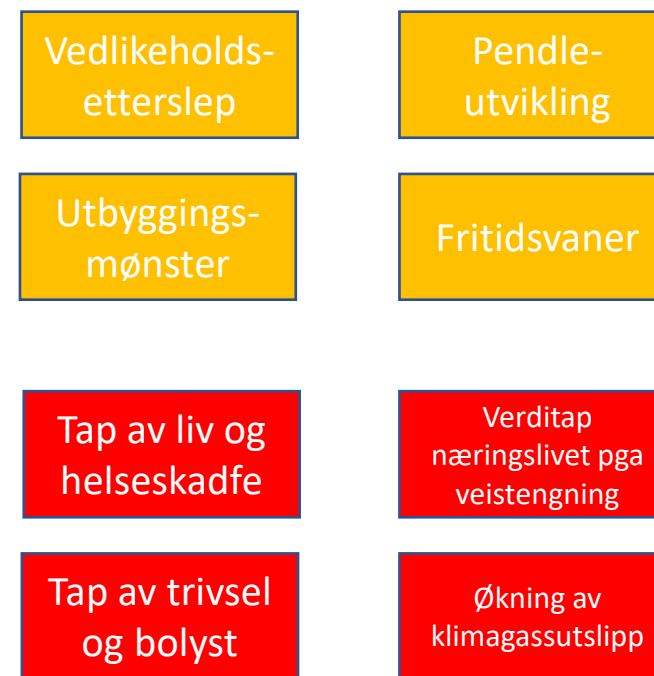 Vedlikeholds-
etterslep
Pendle-
utvikling
Utbyggings-
mønster
Fritidsvaner
Tap av liv og
helseskadfe
Verditap
næringslivet pga
veistengning
Tap av trivsel
og bolyst
Økning av
klimagassutslipp